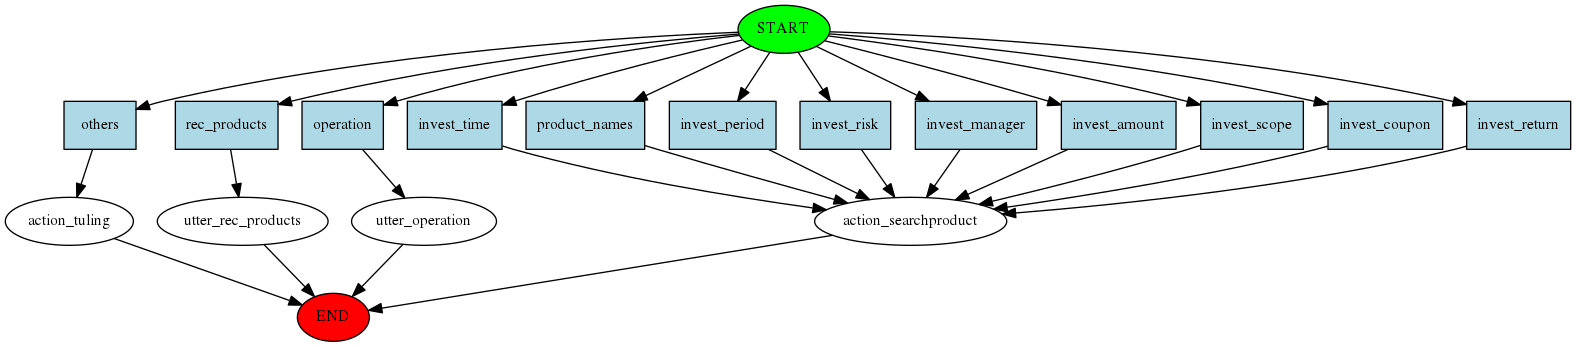 START
others
rec_products
operation
invest_time
product_names
invest_period
invest_risk
invest_manager
invest_amount
invest_scope
invest_coupon
invest_return
action_tuling
utter_rec_products
utter_operation
action_searchproduct
END